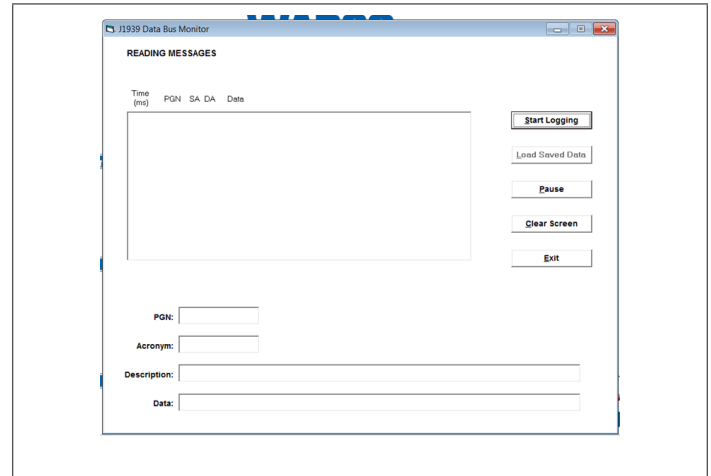 J1939 Data Bus Monitor
READING MESSAGES
Time
(ms) PGN SA DA Data
Start Logging
Load Saved Data
Pause
Clear Screen
Exit
PGN:
Acronym:
Description:
Data: